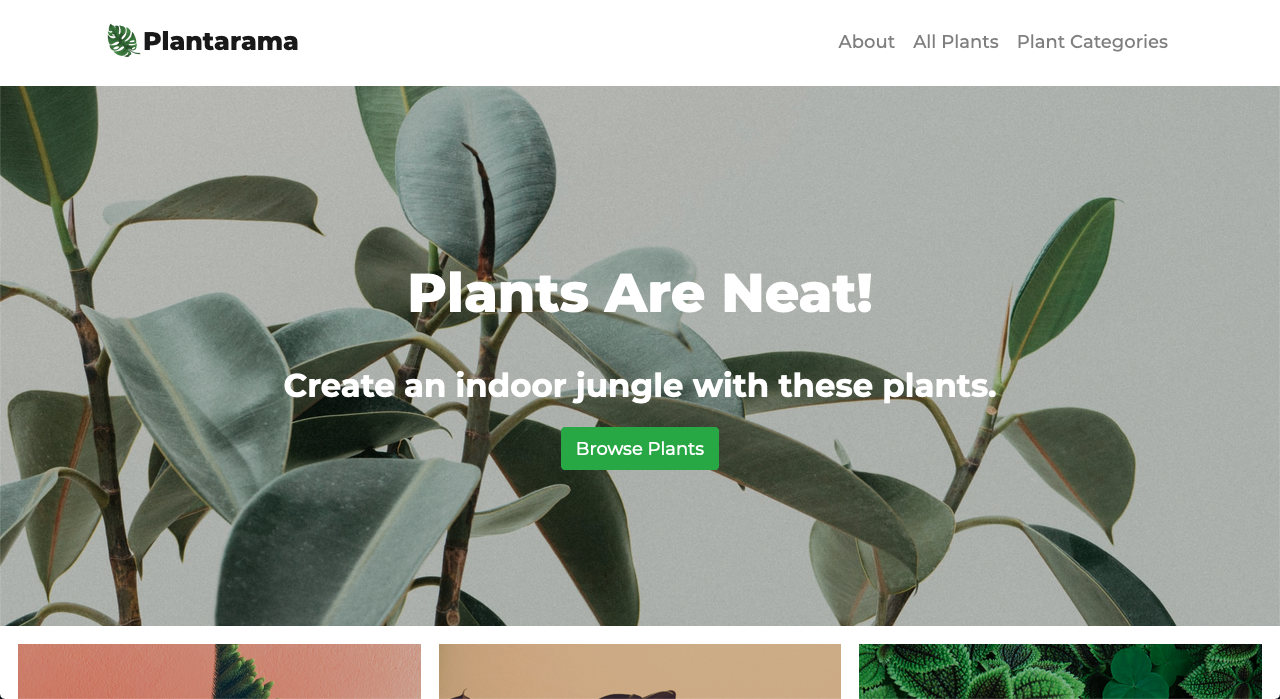 Plantarama
About All Plants Plant Categories
Plants Are Neat!
Create an indoor jungle with these plants.
Browse Plants